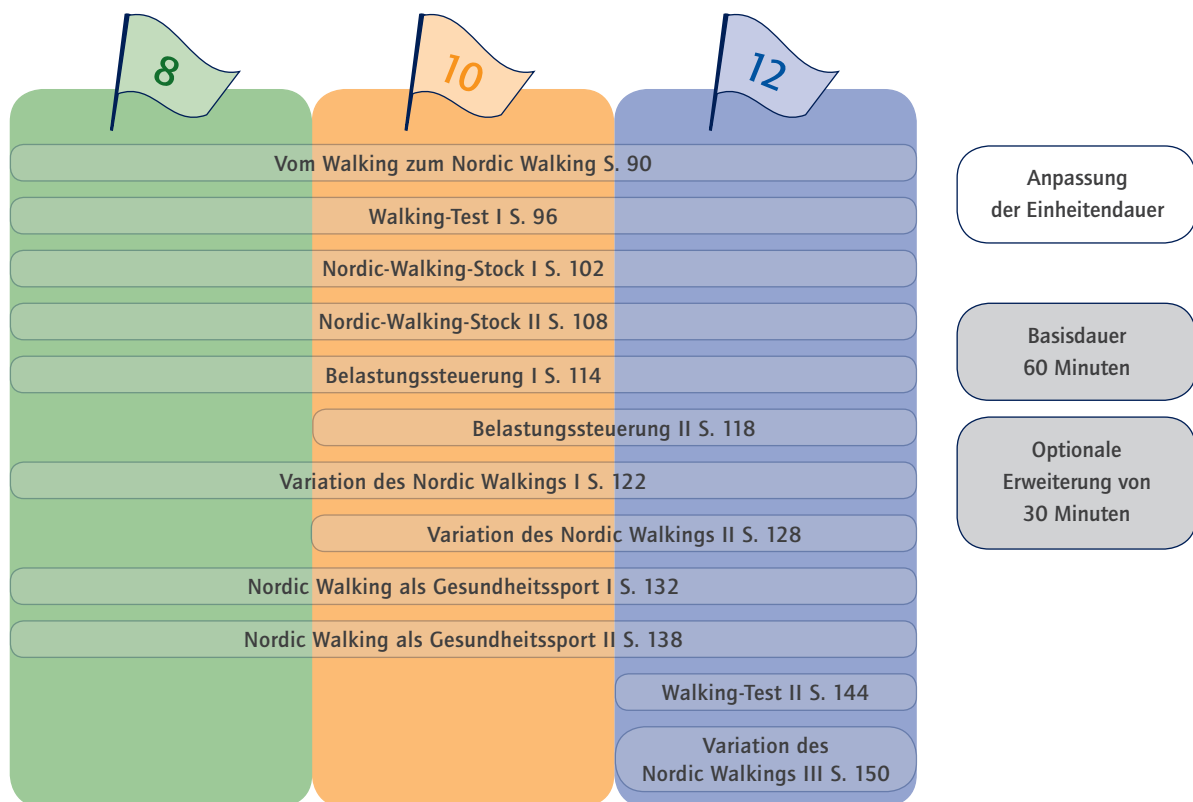 8
10
12
Vom Walking zum Nordic Walking S. 90
Walking-Test I S. 96
Nordic-Walking-Stock I S. 102
Nordic-Walking-Stock II S. 108
Belastungssteuerung I S. 114
Belastungssteuerung II S. 118
Variation des Nordic Walkings I S. 122
Variation des Nordic Walkings II S. 128
Nordic Walking als Gesundheitssport I S. 132
Nordic Walking als Gesundheitssport II S. 138
Walking-Test II S. 144
Variation des
Nordic Walkings III S. 150
Anpassung
der Einheitendauer
Basisdauer
60 Minuten
Optionale
Erweiterung von
30 Minuten